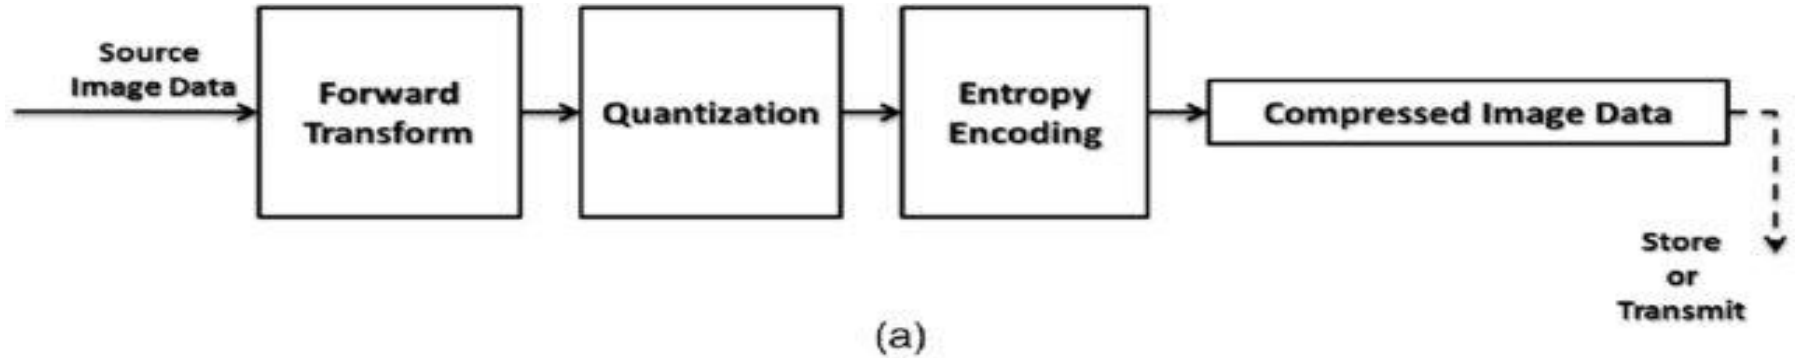 Source
Image Data
Forward
Transform
Quantization
Entropy
Encoding
Compressed Image Data
Store
or
Transmit
(a)